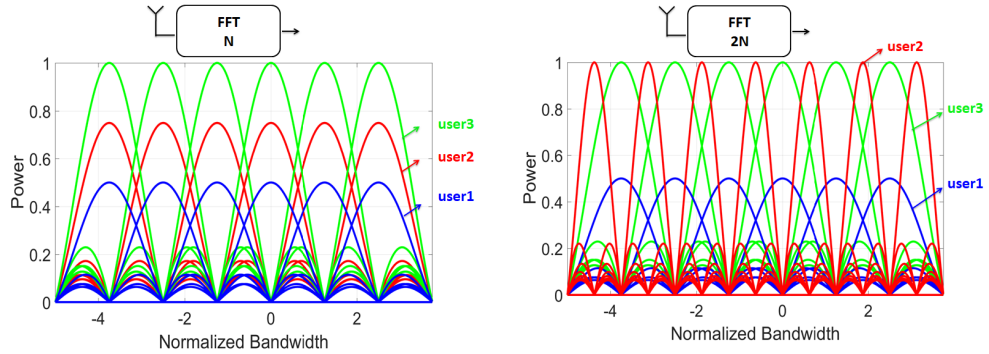 FFT
N
1
0.8
0.6
0.4
0.2
0
Power
-4
-2
0
2
Normalized Bandwidth
user3
user2
user1
FFT
2N
1
0.8
0.6
0.4
0.2
0
Power
-4
-2
0
2
Normalized Bandwidth
user2
user3
user1